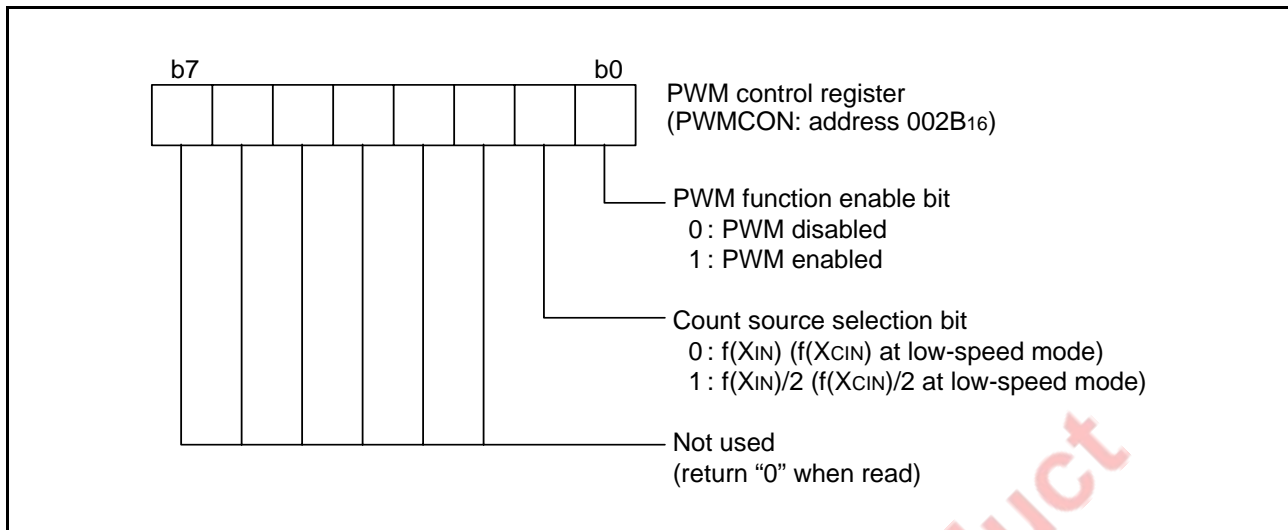 b7 b0
PWM control register
(PWMCON: address 002B16)
PWM function enable bit
0 : PWM disabled
1 : PWM enabled
Count source selection bit
0 : f(XIN) (f(XCIN) at low-speed mode)
1 : f(XIN)/2 (f(XCIN)/2 at low-speed mode)
Not used
(return “0” when read)
uct